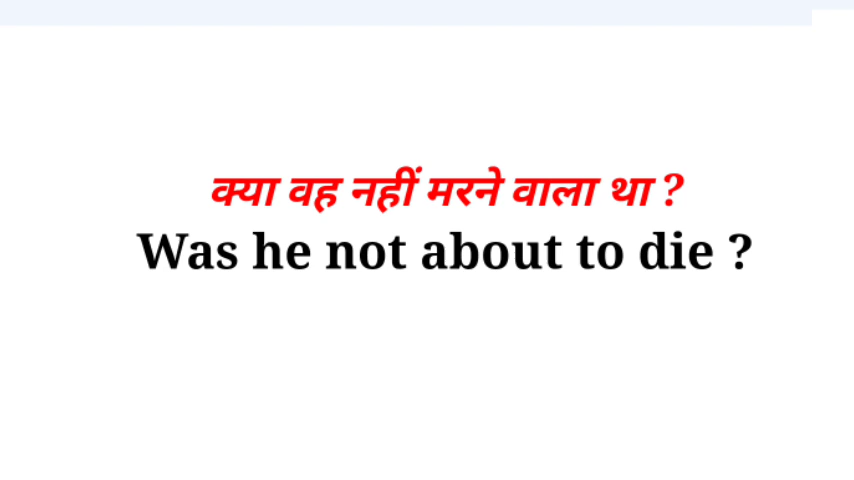 क्या वह नहीं मरने वाला था ?
Was he not about to die ?